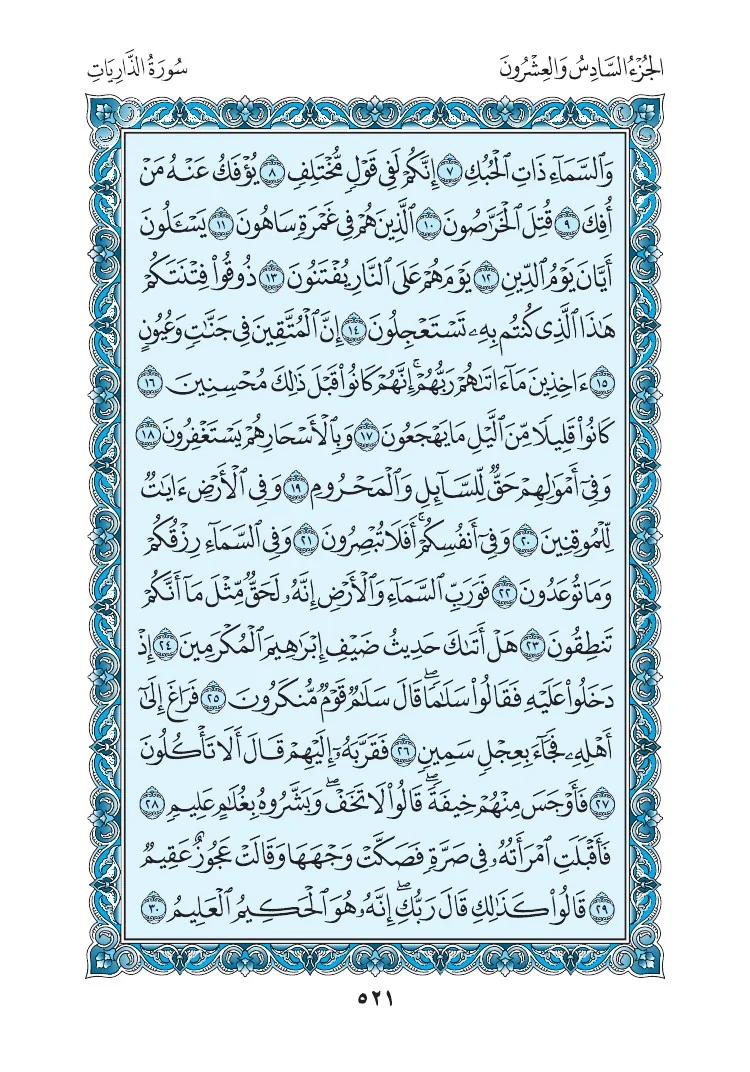 الجُزْءُ السَّادِسُ وَالعِشْرُونَ
سُورَةُ الذَّارِيَاتِ
وَٱلسَّمَآءِ ذَاتِ ٱلْحُبُكِ ٧ إِنَّكُمْ لَفِى قَوْلٍ مُّخْتَلِفٍ ٨ يُؤْفَكُ عَنْهُ مَنْ
أُفِكَ ٩ قُتِلَ ٱلْخَرَّٰصُونَ ١٠ ٱلَّذِينَ هُمْ فِى غَمْرَةٍ سَاهُونَ ١١ يَسْـَٔلُونَ
أَيَّانَ يَوْمُ ٱلدِّينِ ١٢ يَوْمَ هُمْ عَلَى ٱلنَّارِ يُفْتَنُونَ ١٣ ذُوقُوا۟ فِتْنَتَكُمْ
هَٰذَا ٱلَّذِى كُنتُم بِهِۦ تَسْتَعْجِلُونَ ١٤ إِنَّ ٱلْمُتَّقِينَ فِى جَنَّٰتٍ وَعُيُونٍ
١٥ ءَاخِذِينَ مَآ ءَاتَىٰهُمْ رَبُّهُمْ ۚ إِنَّهُمْ كَانُوا۟ قَبْلَ ذَٰلِكَ مُحْسِنِينَ ١٦
كَانُوا۟ قَلِيلًا مِّنَ ٱلَّيْلِ مَا يَهْجَعُونَ ١٧ وَبِٱلْأَسْحَارِ هُمْ يَسْتَغْفِرُونَ ١٨
وَفِىٓ أَمْوَٰلِهِمْ حَقٌّ لِّلسَّآئِلِ وَٱلْمَحْرُومِ ١٩ وَفِى ٱلْأَرْضِ ءَايَٰتٌ
لِّلْمُوقِنِينَ ٢٠ وَفِىٓ أَنفُسِكُمْ ۚ أَفَلَا تُبْصِرُونَ ٢١ وَفِى ٱلسَّمَآءِ رِزْقُكُمْ
وَمَا تُوعَدُونَ ٢٢ فَوَرَبِّ ٱلسَّمَآءِ وَٱلْأَرْضِ إِنَّهُۥ لَحَقٌّ مِّثْلَ مَآ أَنَّكُمْ
تَنطِقُونَ ٢٣ هَلْ أَتَىٰكَ حَدِيثُ ضَيْفِ إِبْرَٰهِيمَ ٱلْمُكْرَمِينَ ٢٤ إِذْ
دَخَلُوا۟ عَلَيْهِ فَقَالُوا۟ سَلَٰمًا ۖ قَالَ سَلَٰمٌ قَوْمٌ مُّنكَرُونَ ٢٥ فَرَاغَ إِلَىٰٓ
أَهْلِهِۦ فَجَآءَ بِعِجْلٍ سَمِينٍ ٢٦ فَقَرَّبَهُۥٓ إِلَيْهِمْ قَالَ أَلَا تَأْكُلُونَ
٢٧ فَأَوْجَسَ مِنْهُمْ خِيفَةً ۖ قَالُوا۟ لَا تَخَفْ ۖ وَبَشَّرُوهُ بِغُلَٰمٍ عَلِيمٍ ٢٨
فَأَقْبَلَتِ ٱمْرَأَتُهُۥ فِى صَرَّةٍ فَصَكَّتْ وَجْهَهَا وَقَالَتْ عَجُوزٌ عَقِيمٌ
٢٩ قَالُوا۟ كَذَٰلِكِ قَالَ رَبُّكِ ۖ إِنَّهُۥ هُوَ ٱلْحَكِيمُ ٱلْعَلِيمُ ٣٠
٥٢١